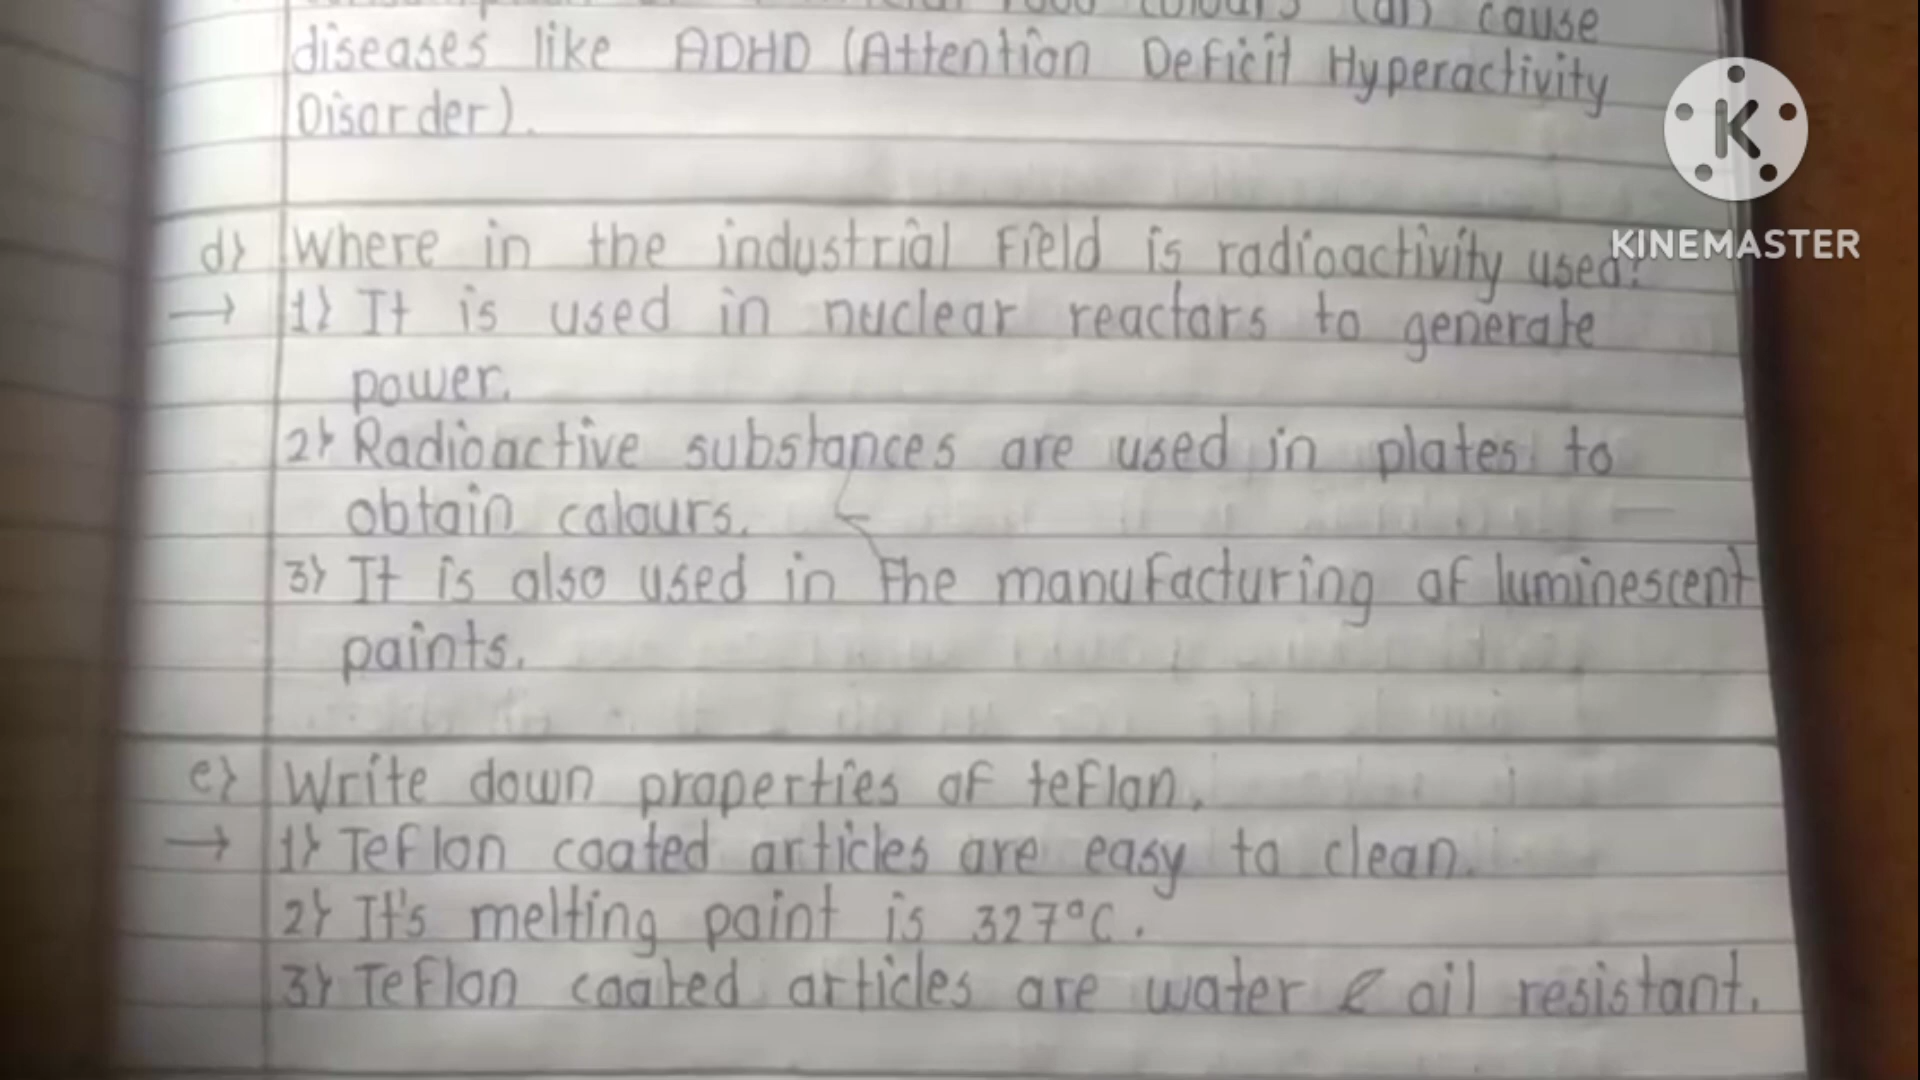 food colours can cause
diseases like ADHD (Attention Deficit Hyperactivity
Disorder).
d) Where in the industrial field is radioactivity used?
→ 1) It is used in nuclear reactors to generate
power.
2) Radioactive substances are used in plates to
obtain colours.
3) It is also used in the manufacturing of luminescent
paints.
e) Write down properties of teflon.
→ 1) Teflon coated articles are easy to clean.
2) It's melting point is 327°C.
3) Teflon coated articles are water & oil resistant.
K
KINEMASTER